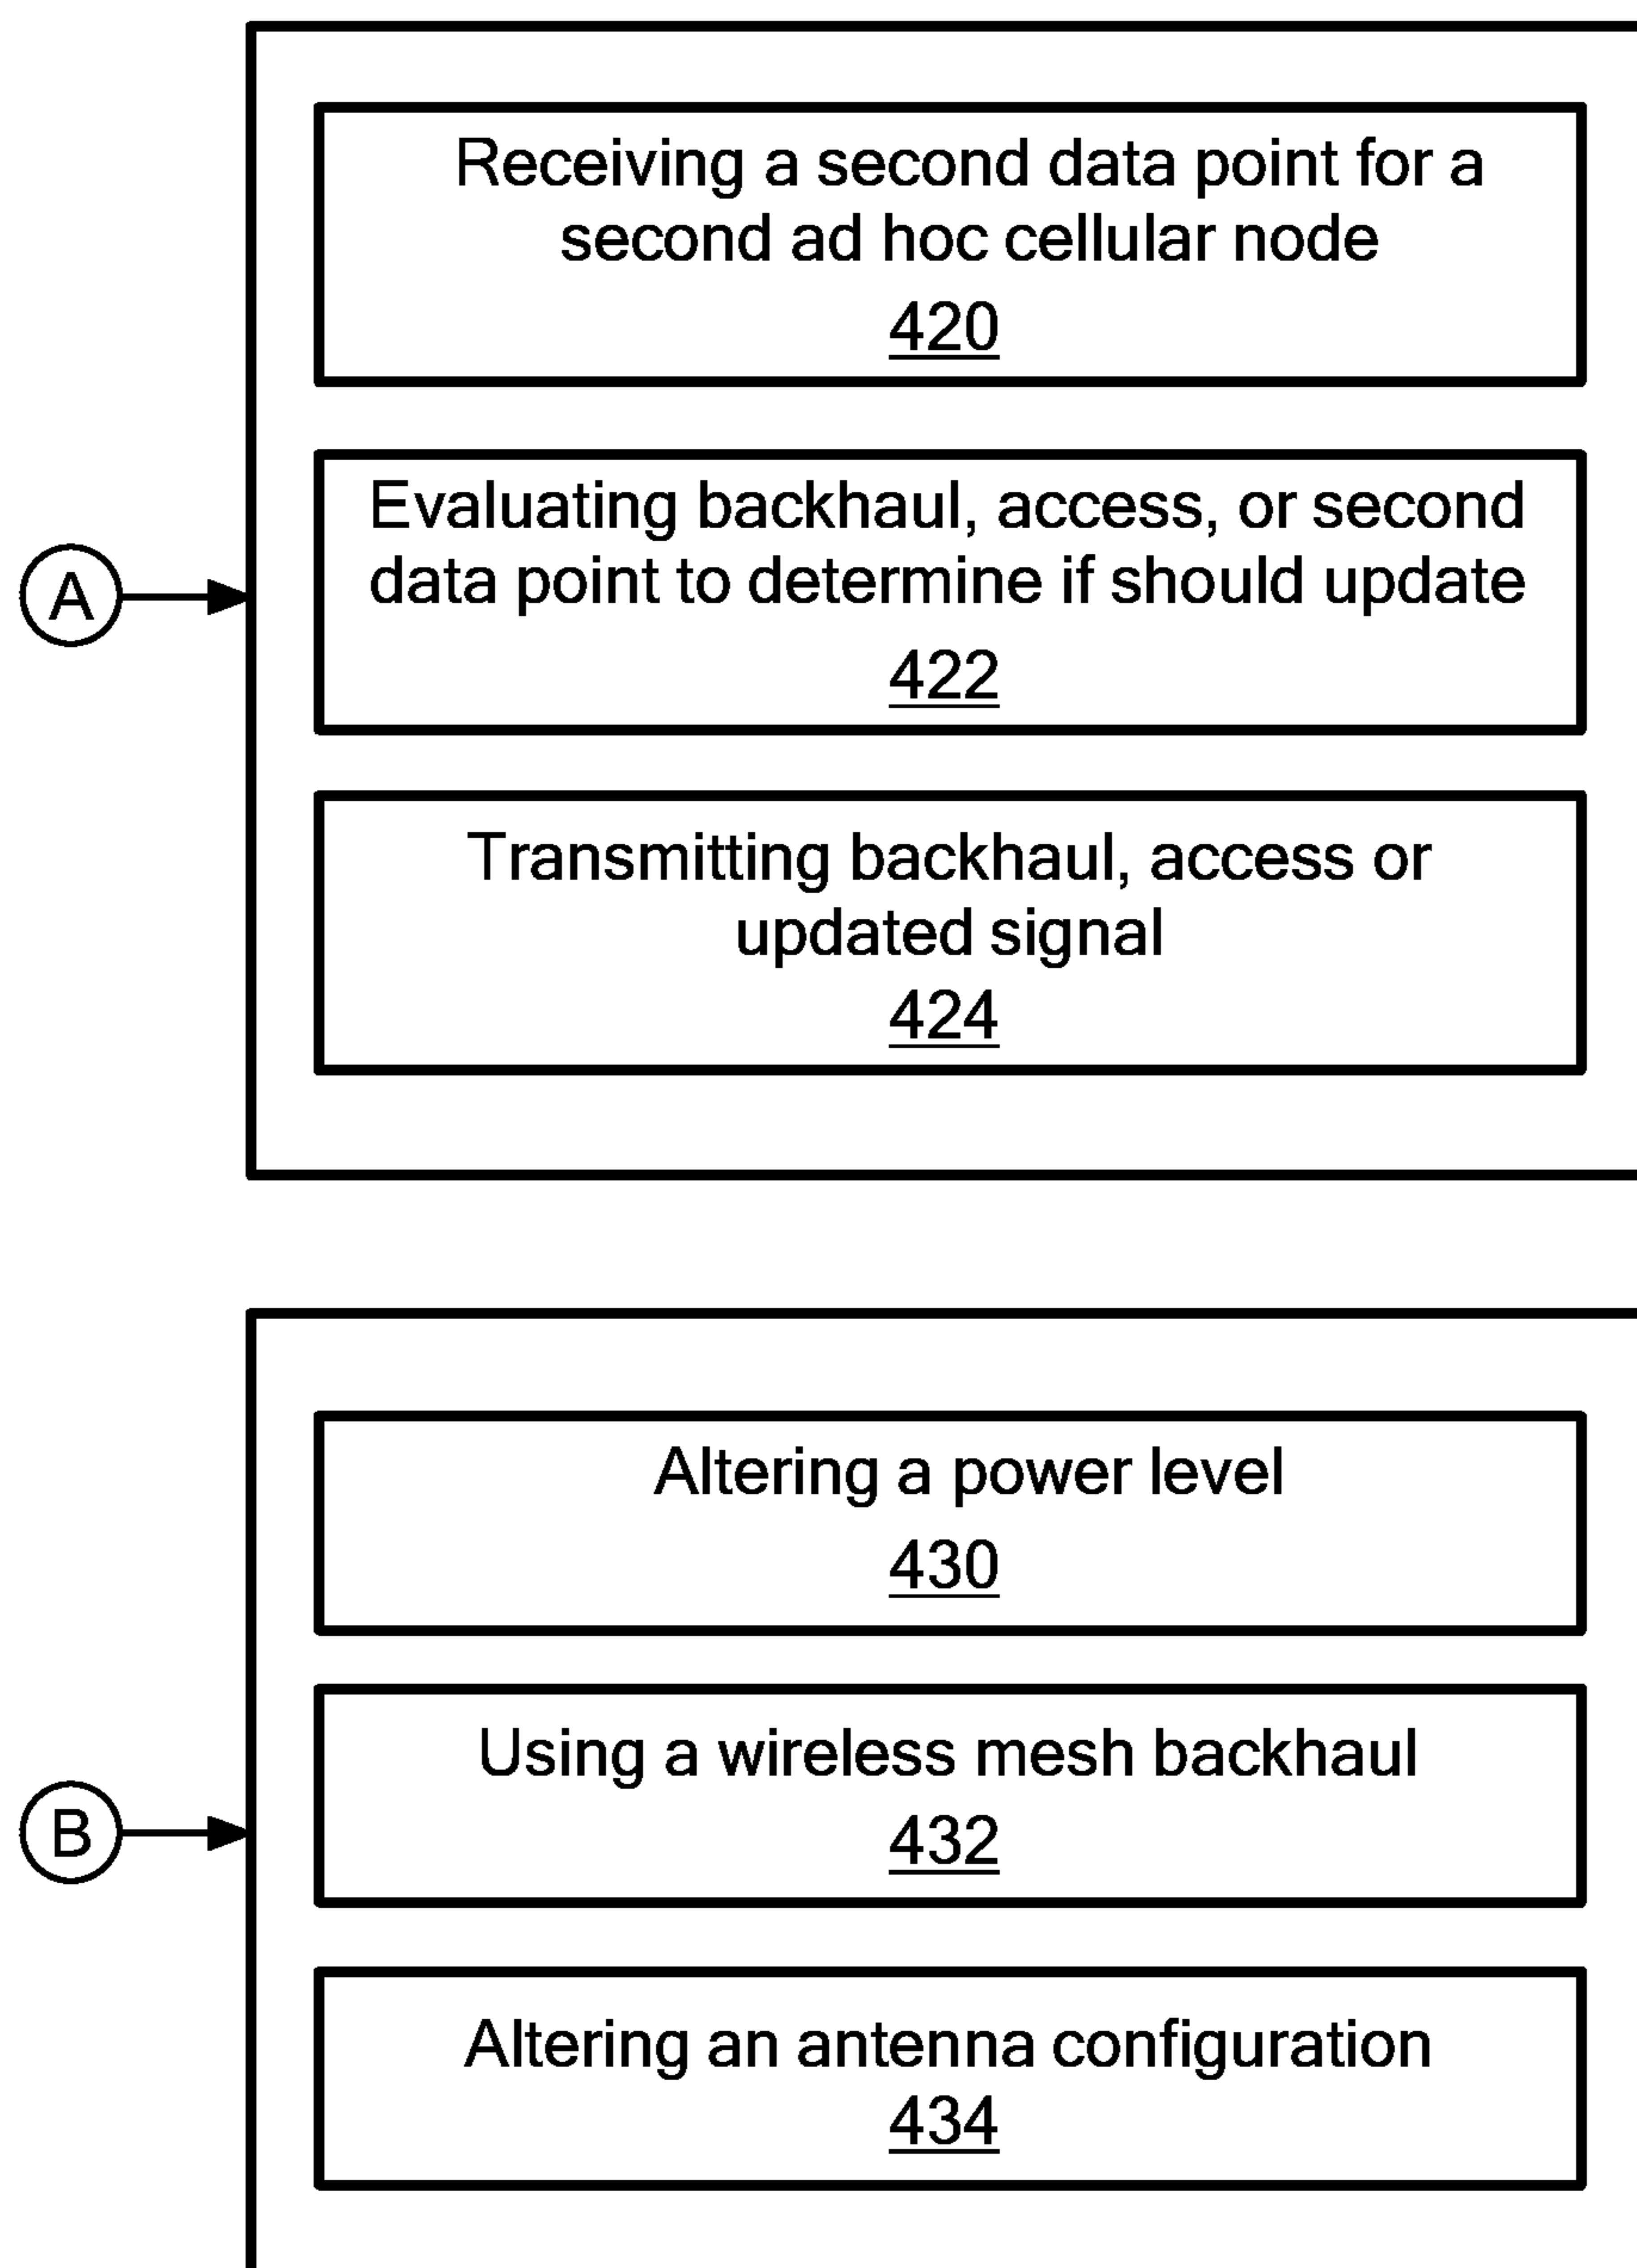 Receiving a second data point for a
second ad hoc cellular node
420
Evaluating backhaul, access, or second
data point to determine if should update
422
A
Transmitting backhaul, access or
updated signal
424
Altering a power level
430
Using a wireless mesh backhaul
432
B
Altering an antenna configuration
434